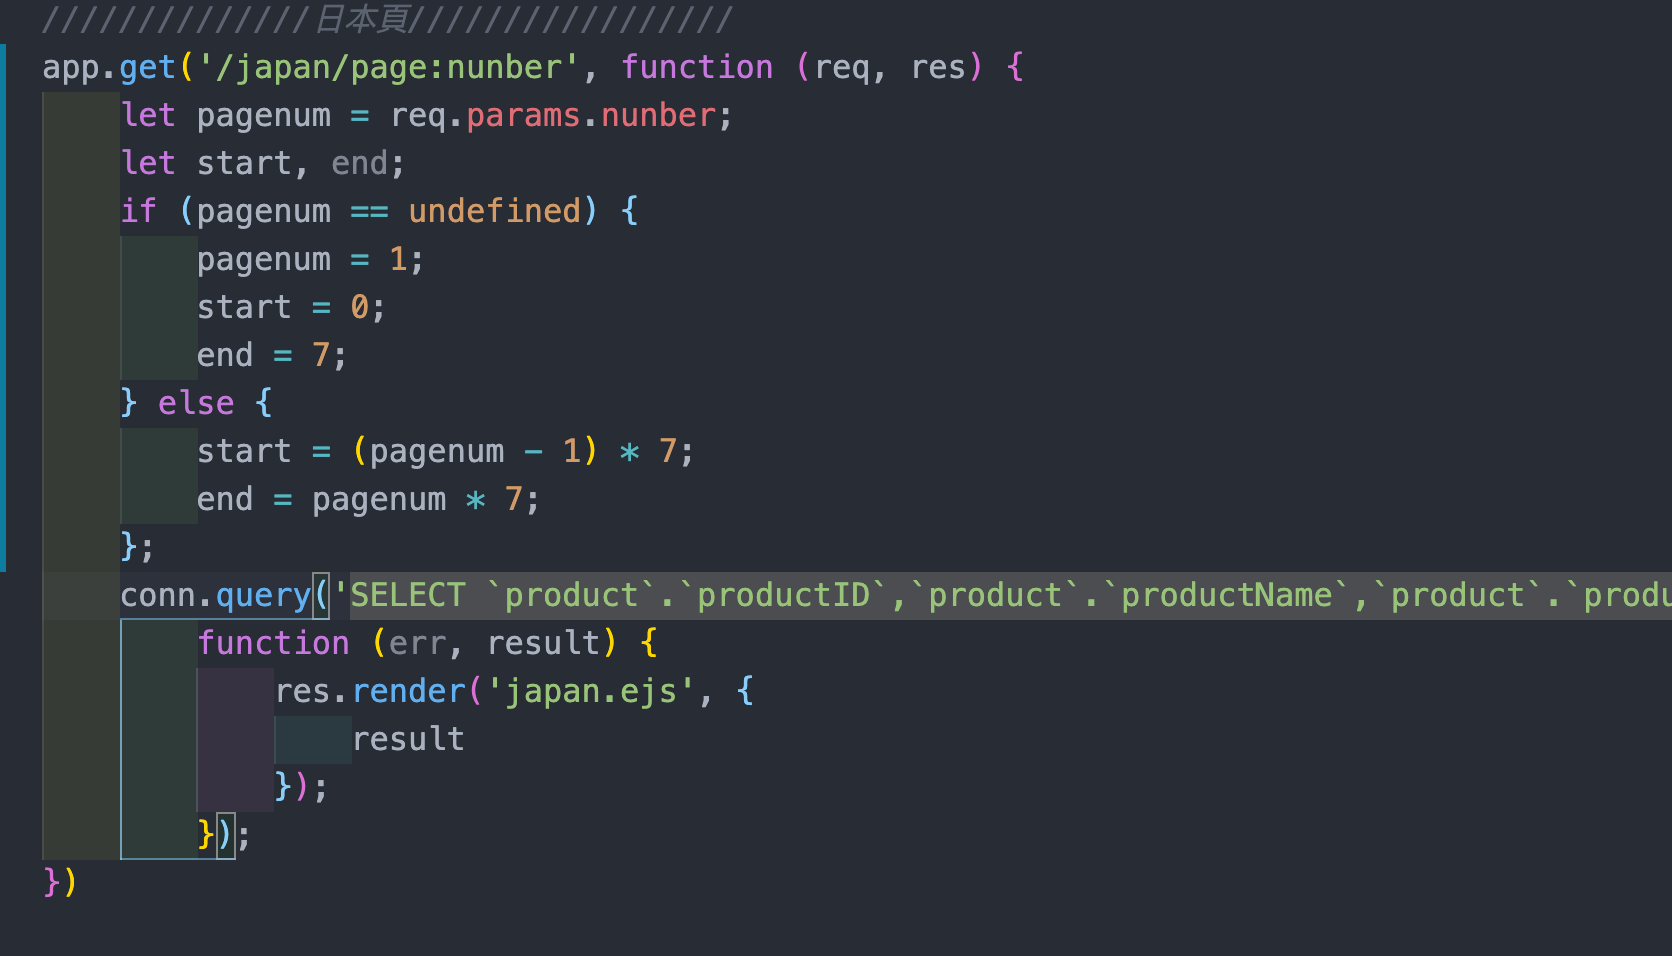 //////////////日本頁/////////////////
app.get('/japan/page:nunber', function (req, res) {
let pagenum = req.params.nunber;
let start, end;
if (pagenum == undefined) {
pagenum = 1;
start = 0;
end = 7;
} else {
start = (pagenum - 1) * 7;
end = pagenum * 7;
};
conn.query('SELECT `product`.`productID`,`product`.`productName`,`product`.`produ
function (err, result) {
res.render('japan.ejs', {
result
});
});
})